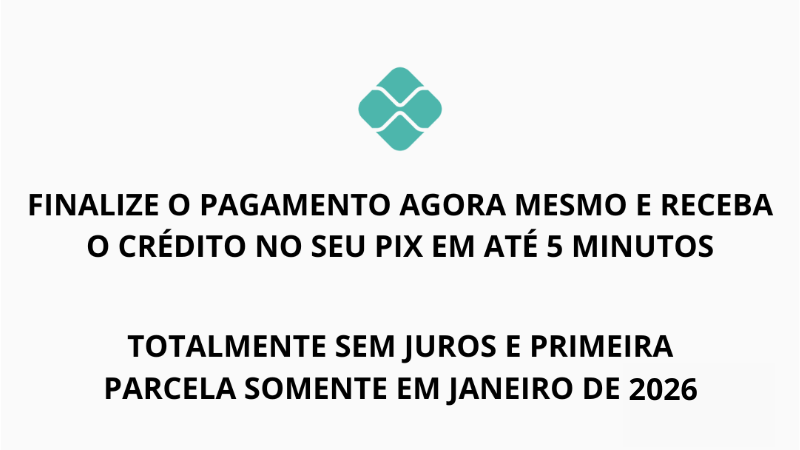 FINALIZE O PAGAMENTO AGORA MESMO E RECEBA
O CRÉDITO NO SEU PIX EM ATÉ 5 MINUTOS
TOTALMENTE SEM JUROS E PRIMEIRA
PARCELA SOMENTE EM JANEIRO DE 2026